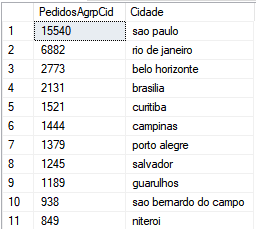 PedidosAgrpCid Cidade
1 15540 sao paulo
2 6882 rio de janeiro
3 2773 belo horizonte
4 2131 brasilia
5 1521 curitiba
6 1444 campinas
7 1379 porto alegre
8 1245 salvador
9 1189 guarulhos
10 938 sao bernardo do campo
11 849 niteroi